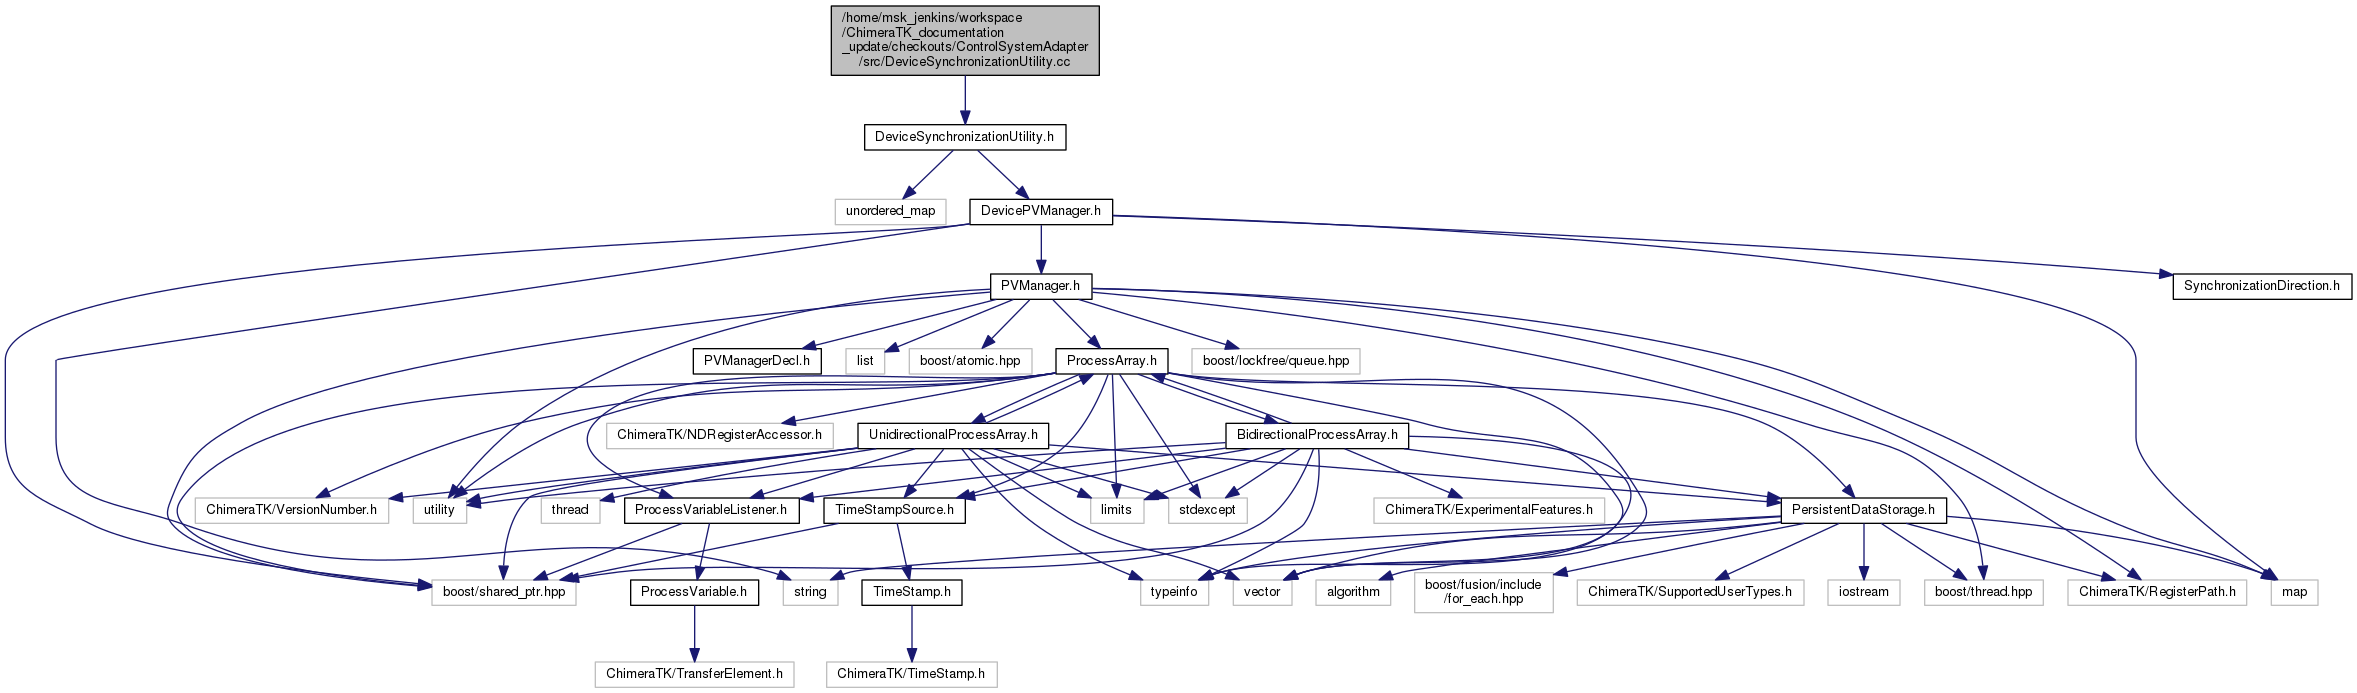 /home/msk_jenkins/workspace
/ChimeraTK_documentation
_update/checkouts/ControlSystemAdapter
/src/DeviceSynchronizationUtility.cc
DeviceSynchronizationUtility.h
unordered_map
DevicePVManager.h
PVManager.h
SynchronizationDirection.h
PVManagerDecl.h
list
boost/atomic.hpp
ProcessArray.h
boost/lockfree/queue.hpp
ChimeraTK/NDRegisterAccessor.h
UnidirectionalProcessArray.h
BidirectionalProcessArray.h
ChimeraTK/VersionNumber.h
utility
thread
ProcessVariableListener.h
TimeStampSource.h
limits
stdexcept
ChimeraTK/ExperimentalFeatures.h
PersistentDataStorage.h
boost/shared_ptr.hpp
ProcessVariable.h
string
TimeStamp.h
typeinfo
vector
algorithm
boost/fusion/include
/for_each.hpp
ChimeraTK/SupportedUserTypes.h
iostream
boost/thread.hpp
ChimeraTK/RegisterPath.h
map
ChimeraTK/TransferElement.h
ChimeraTK/TimeStamp.h